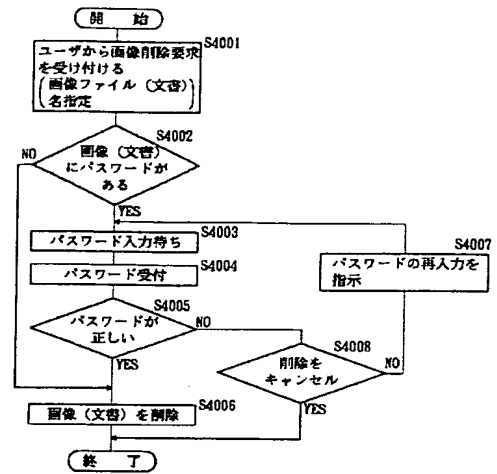 開 始
S4001
ユーザから画像削除要求
を受け付ける
(画像ファイル(文書)
名指定)
S4002
画像(文書)
にパスワードが
ある
NO
YES
S4003
パスワード入力待ち
S4004
パスワード受付
S4005
パスワードが
正しい
NO
YES
S4007
パスワードの再入力を
指示
S4008
削除を
キャンセル
NO
YES
S4006
画像(文書)を削除
終 了